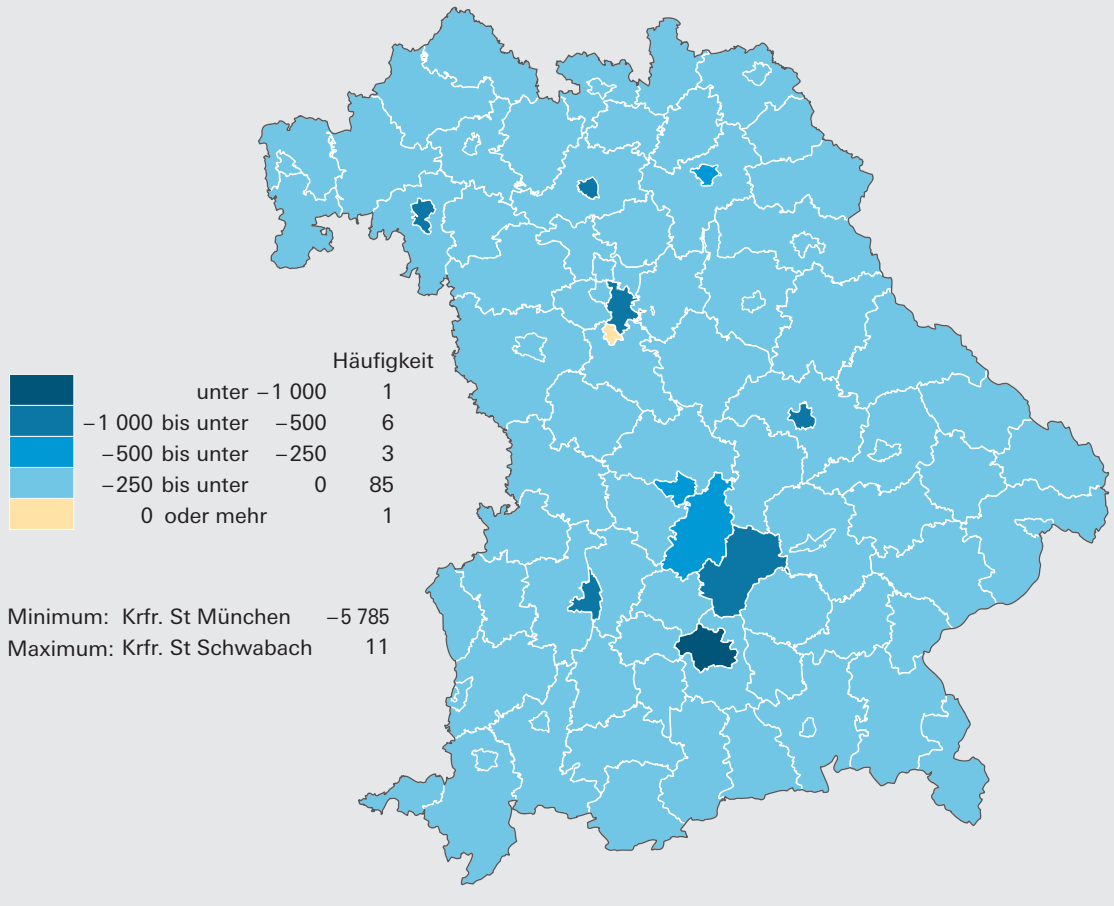 Häufigkeit
unter –1 000 1
–1 000 bis unter –500 6
–500 bis unter –250 3
–250 bis unter 0 85
0 oder mehr 1
Minimum: Krfr. St München –5 785
Maximum: Krfr. St Schwabach 11